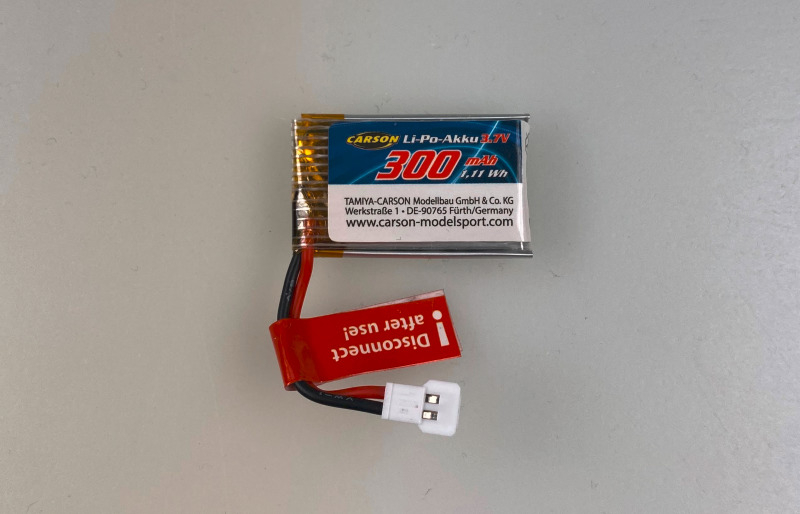 CARSON Li-Po-Akku 3.7V
300 mAh
1,11 Wh
TAMIYA-CARSON Modellbau GmbH & Co. KG
Werkstraße 1 • DE-90765 Fürth/Germany
www.carson-modelsport.com
! Disconnect
after use!